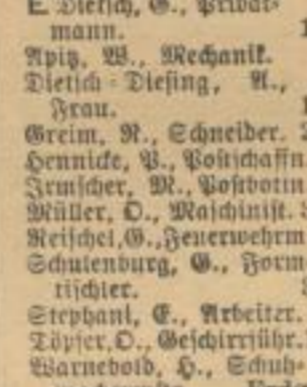 E Dietsch, G., Privat-
mann.
Apitz, W., Mechanik.
Dietsch-Diesing, A.,
Frau.
Greim, R., Schneider.
Hennicke, P., Postschaffn
Irmscher, M., Postbotin
Müller, O., Maschinist.
Reischel, G., Feuerwehrm
Schulenburg, G., Form
tischler.
Stephani, E., Arbeiter.
Töpfer, O., Geschirrführ.
Warnebold, H., Schuh-